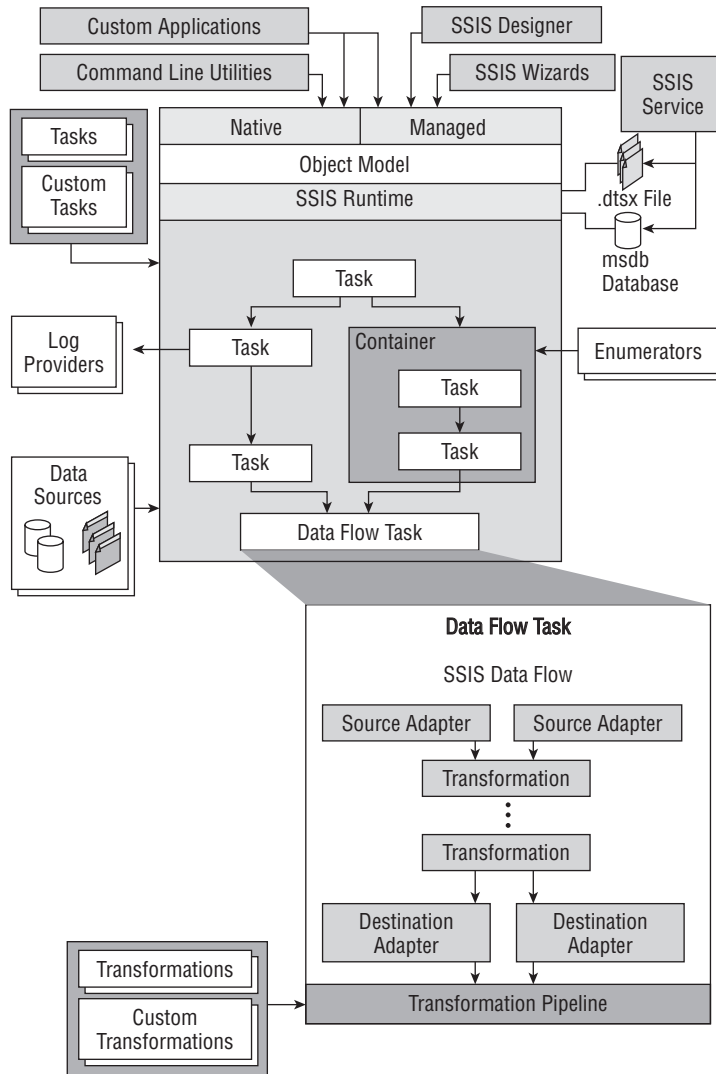 Custom Applications
SSIS Designer
Command Line Utilities
SSIS Wizards
SSIS
Service
Tasks
Custom
Tasks
Native
Managed
Object Model
SSIS Runtime
.dtsx File
msdb
Database
Task
Log
Providers
Task
Container
Enumerators
Task
Task
Task
Data
Sources
Data Flow Task
Data Flow Task
SSIS Data Flow
Source Adapter
Source Adapter
Transformation
Transformation
Destination
Adapter
Destination
Adapter
Transformations
Custom
Transformations
Transformation Pipeline